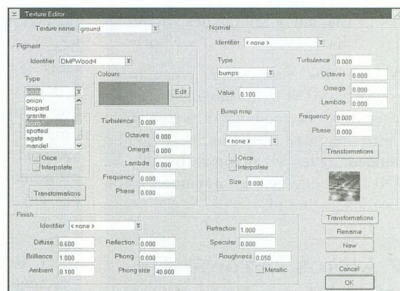 Texture Editor
Texture name ground
Pigment
Identifier DMFWood4
Type
onion
leopard
granite
spotted
agate
mandel
Once
Interpolate
Transformations
Colours
Edit
Turbulence 0.000
Octaves 0.000
Omega 0.000
Lambda 0.000
Frequency 0.000
Phase 0.000
Normal
Identifier < none >
Type
bumps
Value 0.100
Bump map
< none >
Once
Interpolate
Size 0.000
Turbulence 0.000
Octaves 0.000
Omega 0.000
Lambda 0.000
Frequency 0.000
Phase 0.000
Transformations
Finish
Identifier < none >
Diffuse 0.600
Brilliance 1.000
Ambient 0.100
Reflection 0.000
Phong 0.000
Phong size 40.000
Refraction 1.000
Specular 0.000
Roughness 0.050
Metallic
Transformations
Rename
New
Cancel
OK